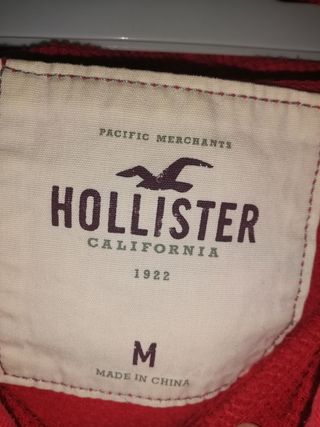 PACIFIC MERCHANTS
HOLLISTER
CALIFORNIA
1922
M
MADE IN CHINA